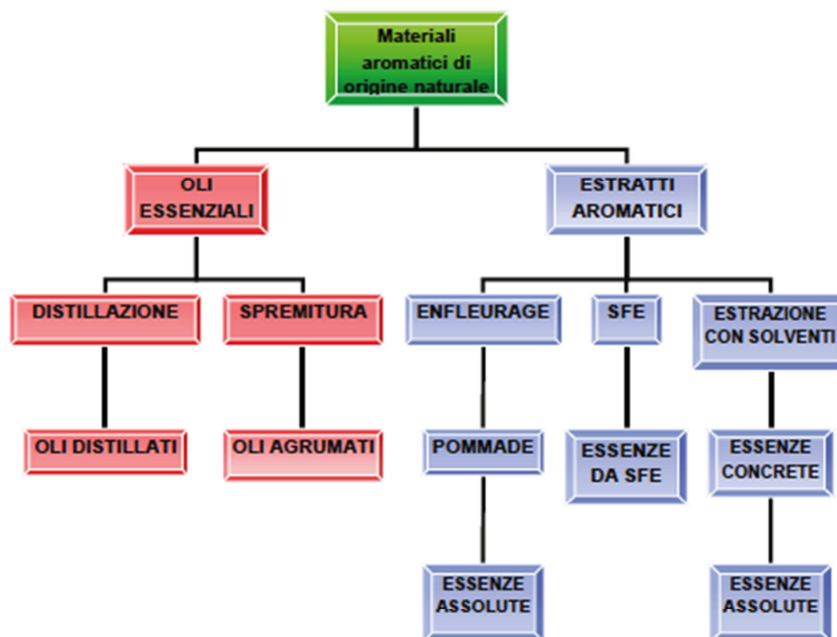 Materiali
aromatici di
origine naturale
OLI
ESSENZIALI
ESTRATTI
AROMATICI
DISTILLAZIONE
SPREMITURA
ENFLEURAGE
SFE
ESTRAZIONE
CON SOLVENTI
OLI DISTILLATI
OLI AGRUMATI
POMMADE
ESSENZE
DA SFE
ESSENZE
CONCRETE
ESSENZE
ASSOLUTE
ESSENZE
ASSOLUTE